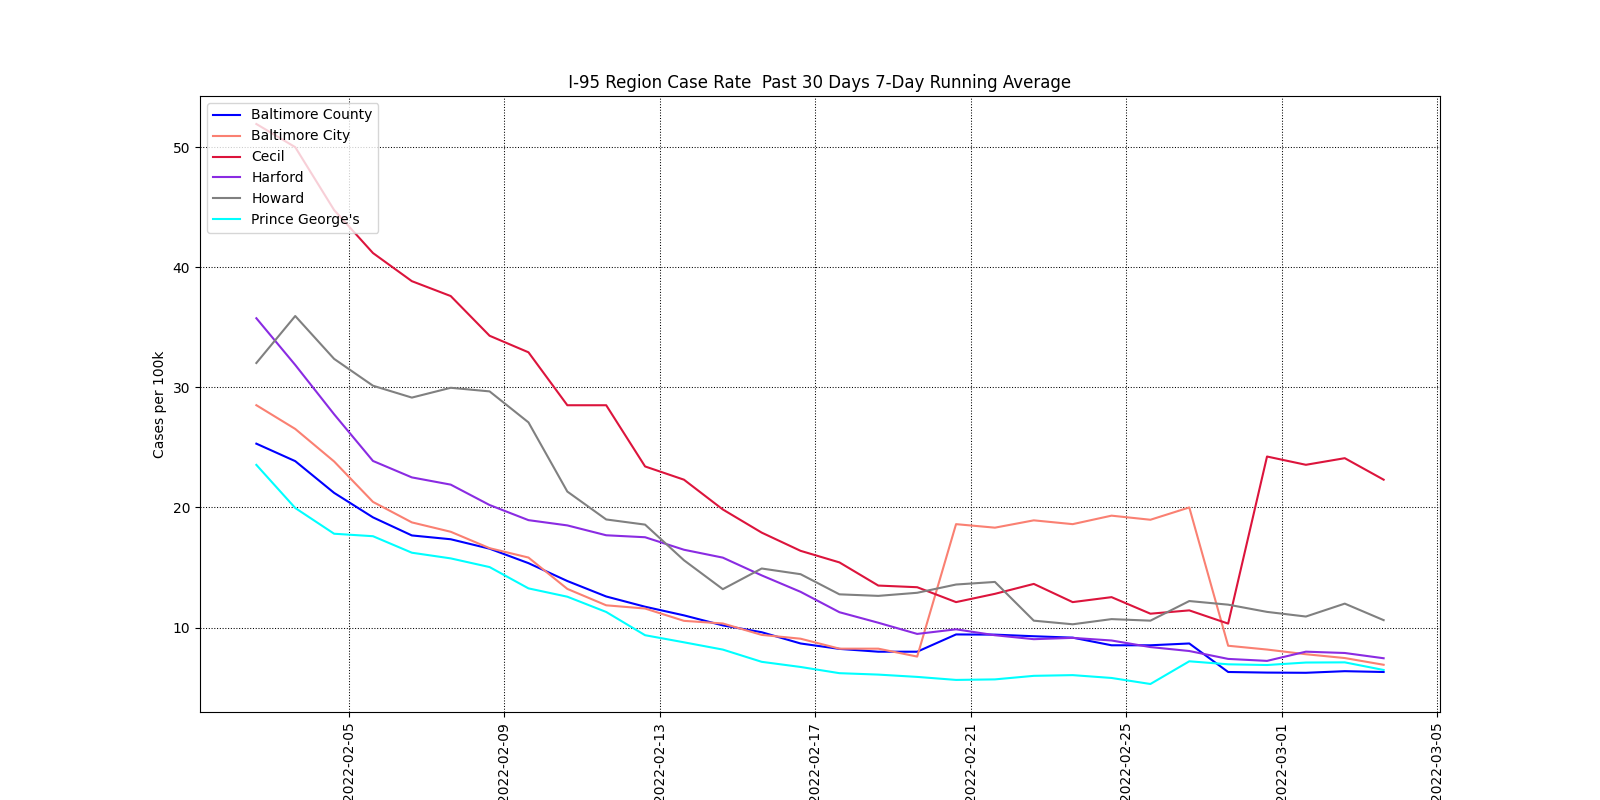 I-95 Region Case Rate  Past 30 Days 7-Day Running Average
Baltimore County
Baltimore City
Cecil
Harford
Howard
Prince George's
50
40
30
20
10
Cases per 100k
2022-02-05
2022-02-09
2022-02-13
2022-02-17
2022-02-21
2022-02-25
2022-03-01
2022-03-05